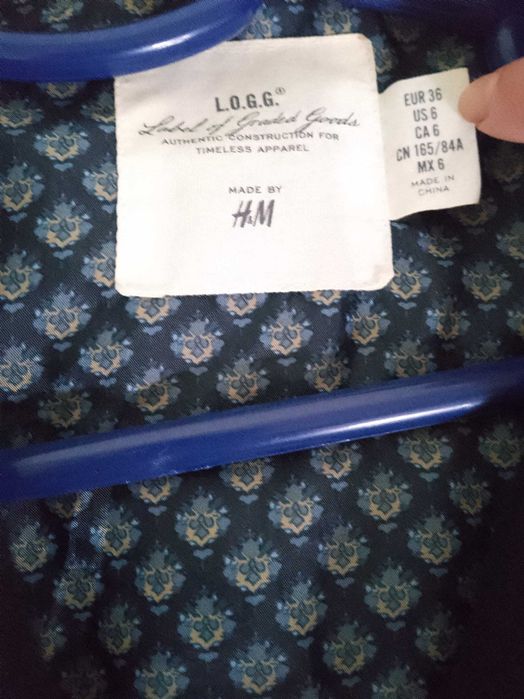 L.O.G.G.®
Label of Graded Goods
AUTHENTIC CONSTRUCTION FOR
TIMELESS APPAREL
MADE BY
H&M
EUR 36
US 6
CA 6
CN 165/84A
MX 6
MADE IN
CHINA